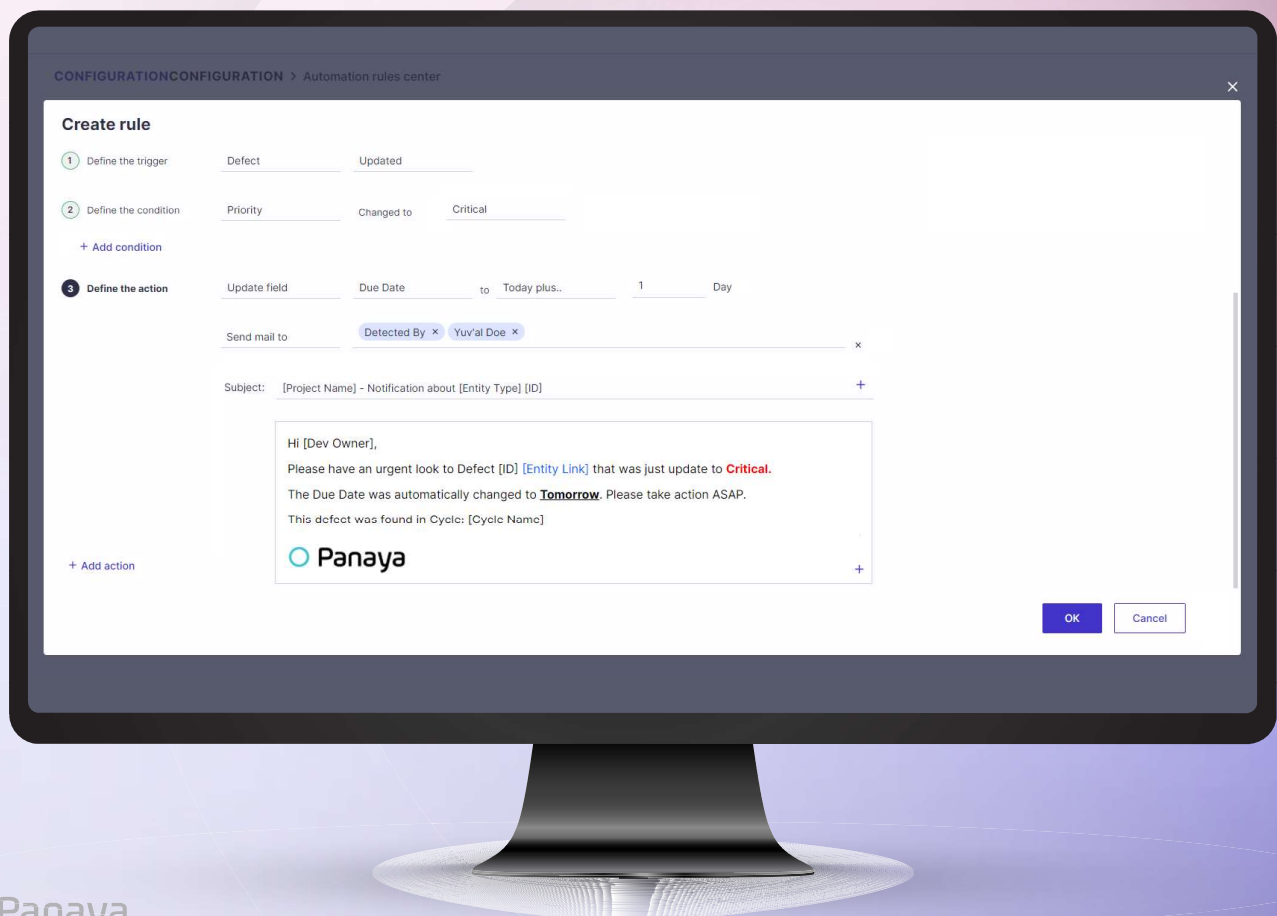 CONFIGURATIONCONFIGURATION > Automation rules center
×
Create rule
1 Define the trigger Defect Updated
2 Define the condition Priority Changed to Critical
+ Add condition
3 Define the action Update field Due Date to Today plus.. 1 Day
Send mail to Detected By × Yuv'al Doe × ×
Subject: [Project Name] - Notification about [Entity Type] [ID] +
Hi [Dev Owner],
Please have an urgent look to Defect [ID] [Entity Link] that was just update to Critical.
The Due Date was automatically changed to Tomorrow. Please take action ASAP.
This defect was found in Cycle: [Cycle Name]
Panaya
+ Add action +
OK Cancel
Panaya